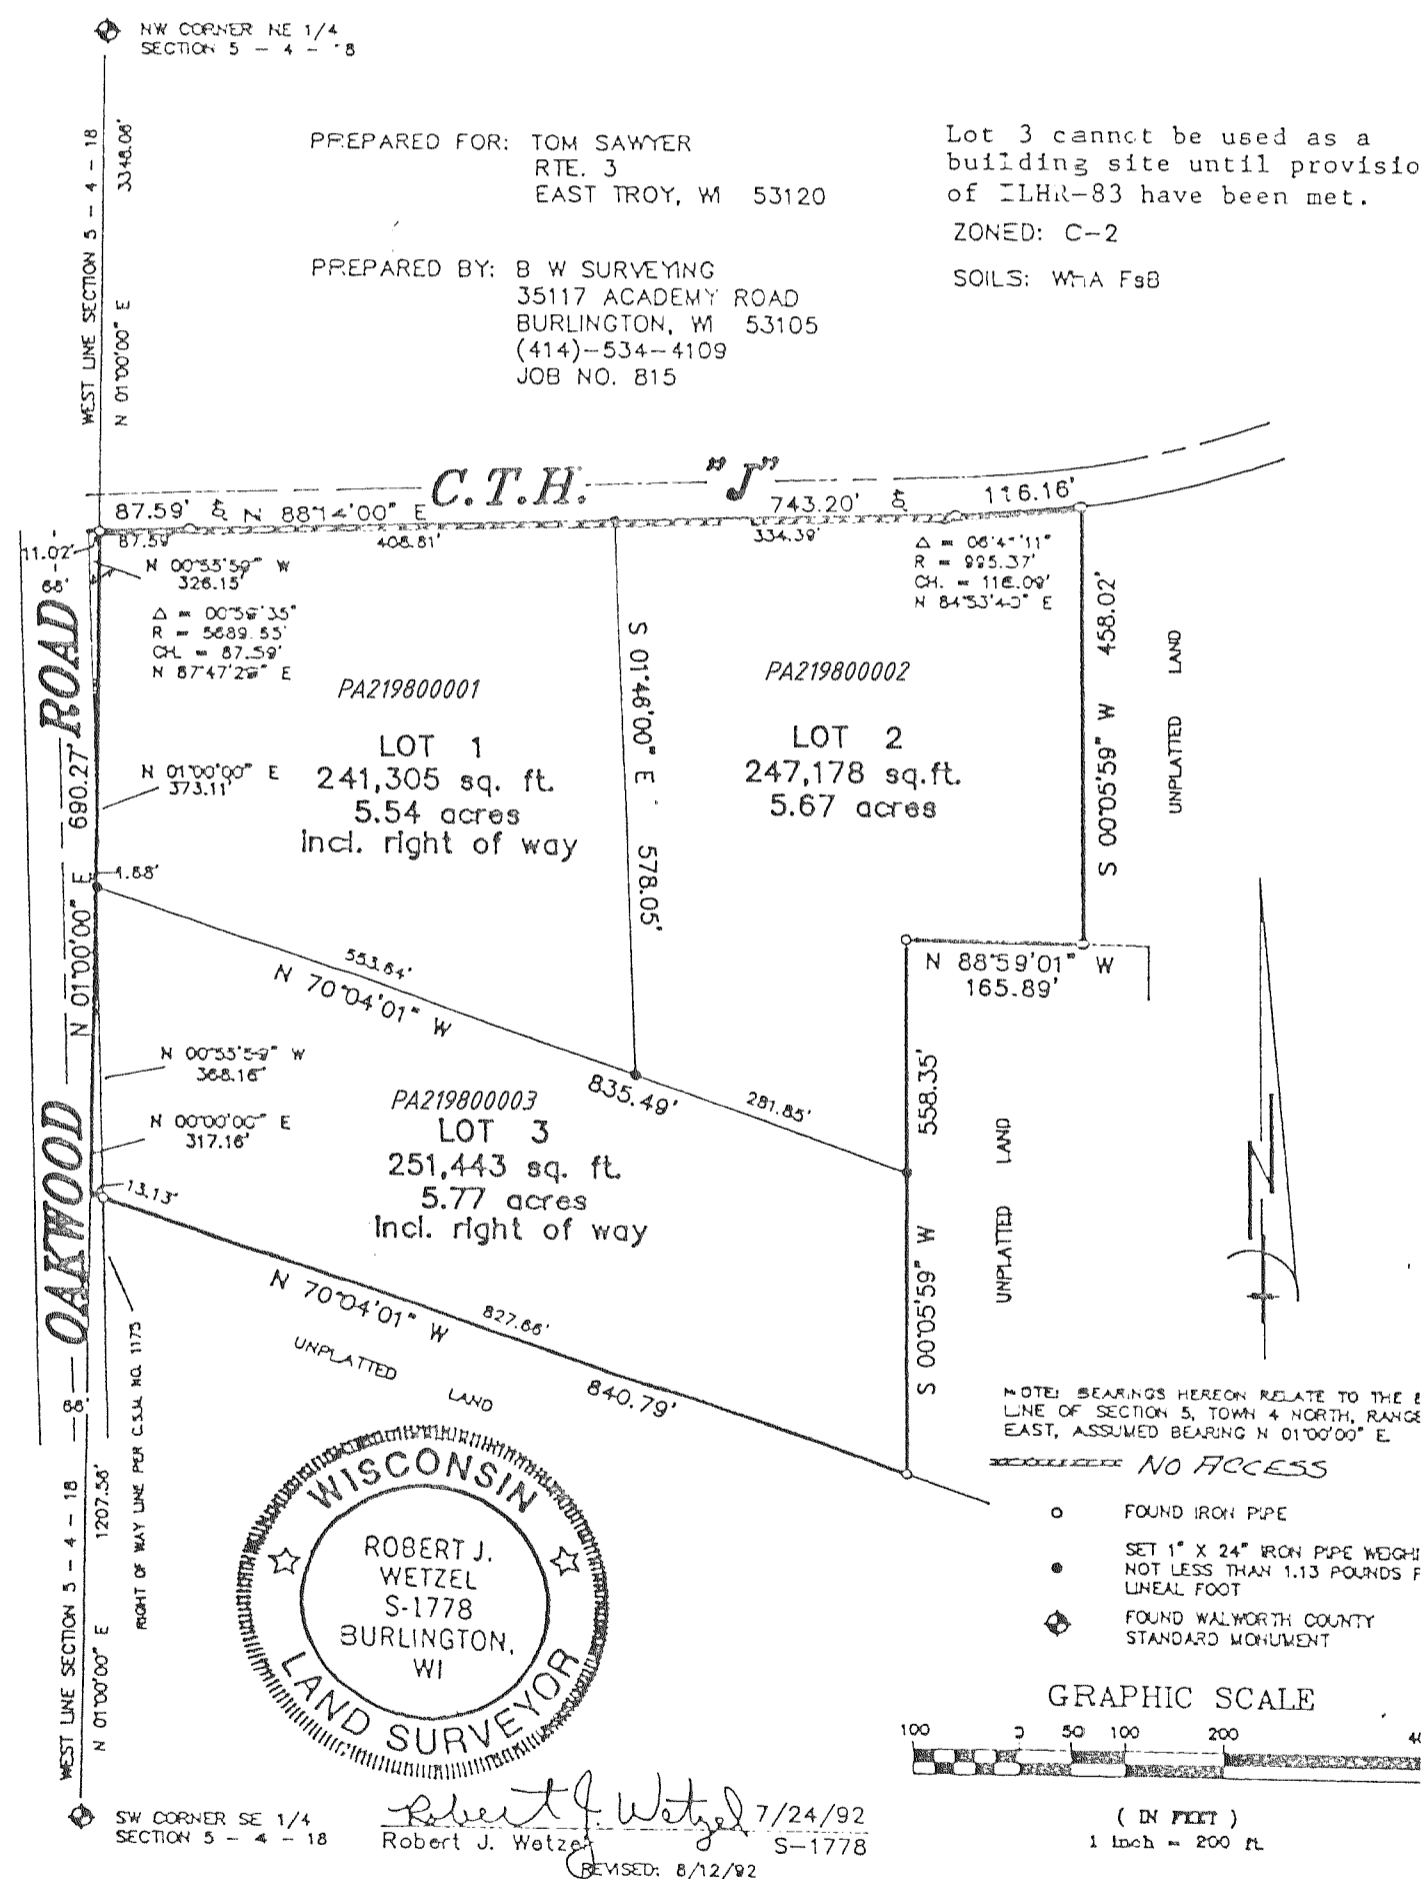 NW CORNER NE 1/4
SECTION 5 - 4 - 18
WEST LINE SECTION 5 - 4 - 18
N 01°00'00" E 3348.06'
PREPARED FOR: TOM SAWYER
RTE. 3
EAST TROY, WI 53120
PREPARED BY: B W SURVEYING
35117 ACADEMY ROAD
BURLINGTON, WI 53105
(414)-534-4109
JOB NO. 815
Lot 3 cannot be used as a
building site until provisio
of ILHR-83 have been met.
ZONED: C-2
SOILS: WhA FsB
C.T.H. "J"
87.59' & N 88°14'00" E
743.20' &
116.16'
87.59'
408.81'
334.39'
11.02'
N 00°55'59" W
326.15'
R = 5689.55'
CH. = 87.59'
N 87°47'29" E
R = 995.37'
CH. = 116.09'
OAKWOOD ROAD
N 01°00'00" E 690.27'
N 01°00'00" E
373.11'
1.88'
PA219800001
LOT 1
241,305 sq. ft.
5.54 acres
incl. right of way
S 01°46'00" E 578.05'
PA219800002
LOT 2
247,178 sq.ft.
5.67 acres
S 00°05'59" W 458.02'
UNPLATTED LAND
N 88°59'01" W
165.89'
553.64'
N 70°04'01" W
835.49'
281.85'
N 00°55'59" W
368.16'
N 00°00'00" E
317.16'
13.13'
PA219800003
LOT 3
251,443 sq. ft.
5.77 acres
incl. right of way
S 00°05'59" W 558.35'
UNPLATTED LAND
N 70°04'01" W
827.66'
840.79'
UNPLATTED LAND
RIGHT OF WAY LINE PER C.S.M. NO. 1173
WEST LINE SECTION 5 - 4 - 18
N 01°00'00" E 1207.58'
NOTE: BEARINGS HEREON RELATE TO THE
LINE OF SECTION 5, TOWN 4 NORTH, RANGE
EAST, ASSUMED BEARING N 01°00'00" E.
NO ACCESS
FOUND IRON PIPE
SET 1" X 24" IRON PIPE WEIGHI
NOT LESS THAN 1.13 POUNDS P
LINEAL FOOT
FOUND WALWORTH COUNTY
STANDARD MONUMENT
WISCONSIN
ROBERT J.
WETZEL
S-1778
BURLINGTON,
WI
LAND SURVEYOR
GRAPHIC SCALE
100 0 50 100 200
( IN FEET )
1 inch = 200 ft.
SW CORNER SE 1/4
SECTION 5 - 4 - 18
Robert J. Wetzel 7/24/92
Robert J. Wetzel S-1778
REVISED: 8/12/92